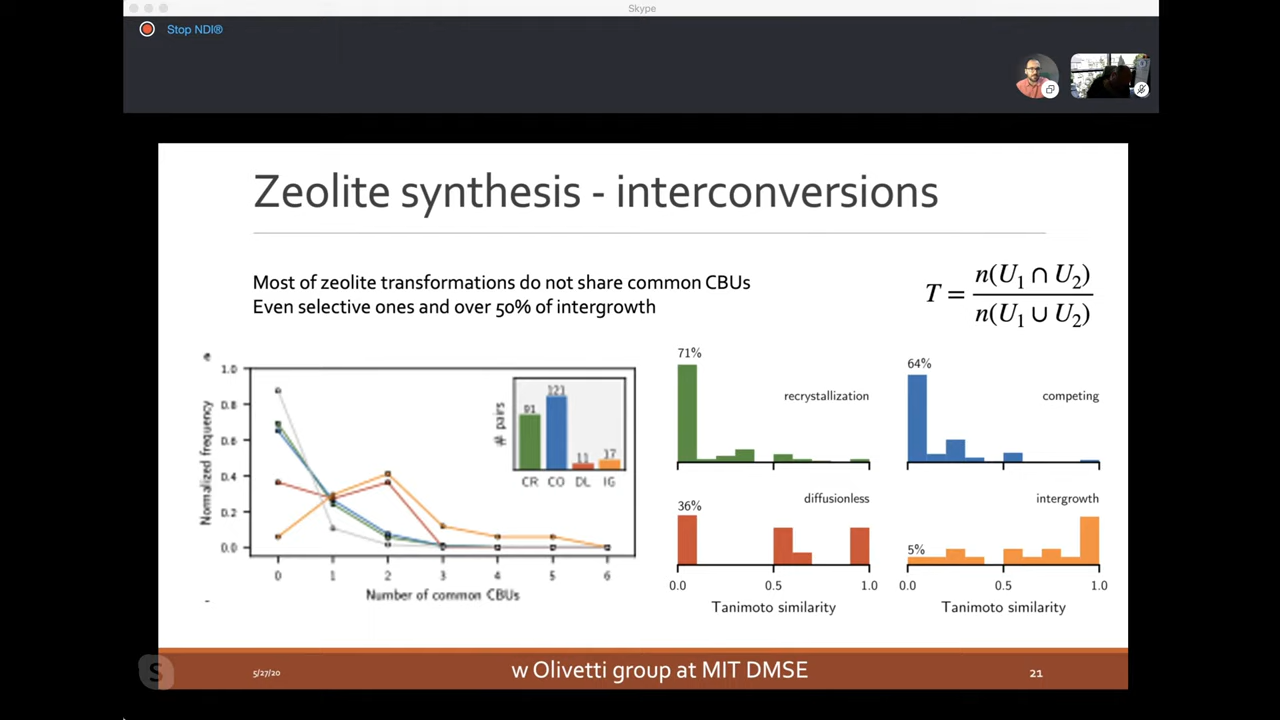 Skype
Stop NDI®
Zeolite synthesis - interconversions
Most of zeolite transformations do not share common CBUs
Even selective ones and over 50% of intergrowth
T = n(U₁ ∩ U₂) / n(U₁ ∪ U₂)
e
1.0
0.8
0.6
0.4
0.2
0.0
Normalized frequency
0 1 2 3 4 5 6
Number of common CBUs
# pairs
91 121 11 17
CR CO DL IG
71%
recrystallization
64%
competing
36%
diffusionless
0.0 0.5 1.0
Tanimoto similarity
5%
intergrowth
0.0 0.5 1.0
Tanimoto similarity
S
5/27/20
w Olivetti group at MIT DMSE
21